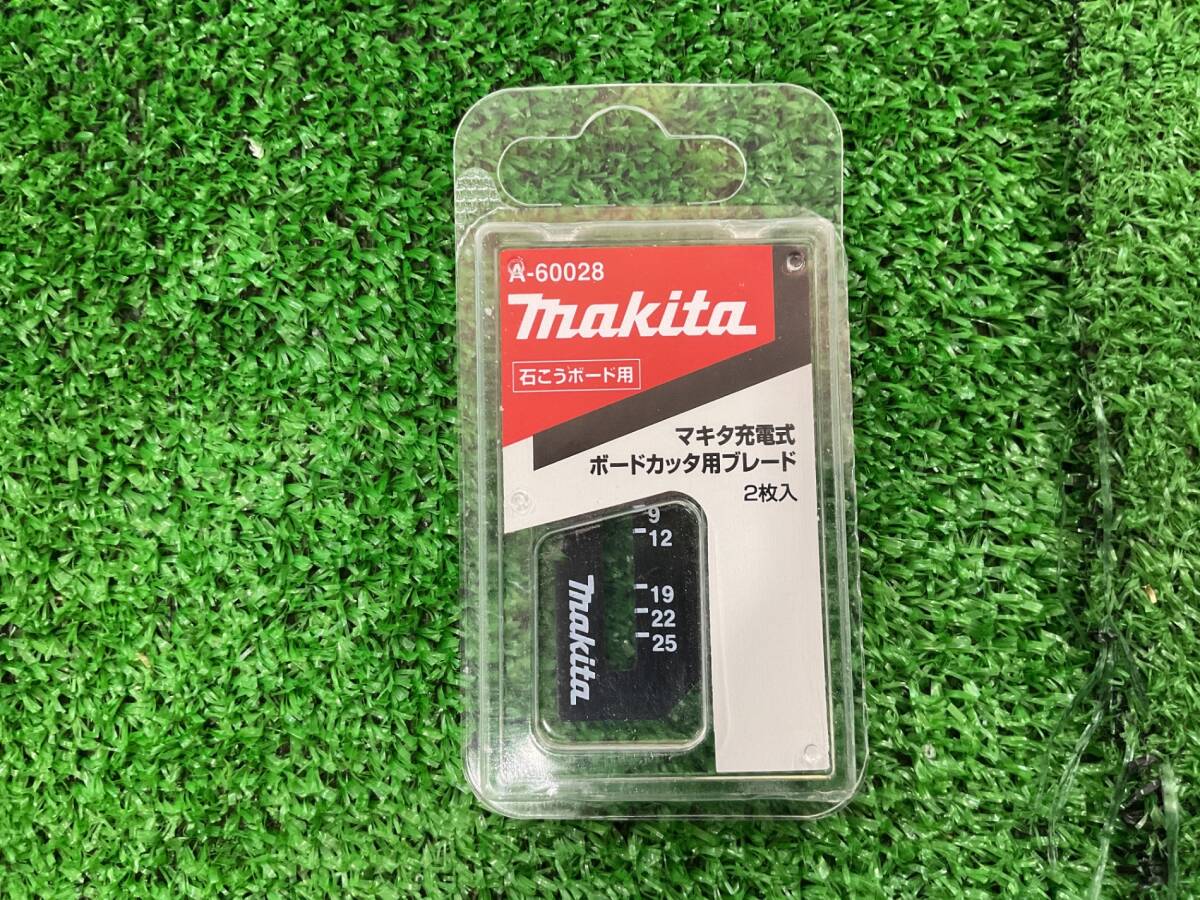 A-60028
makita
石こうボード用
マキタ充電式
ボードカッタ用ブレード
2枚入
9
12
19
22
25
makita